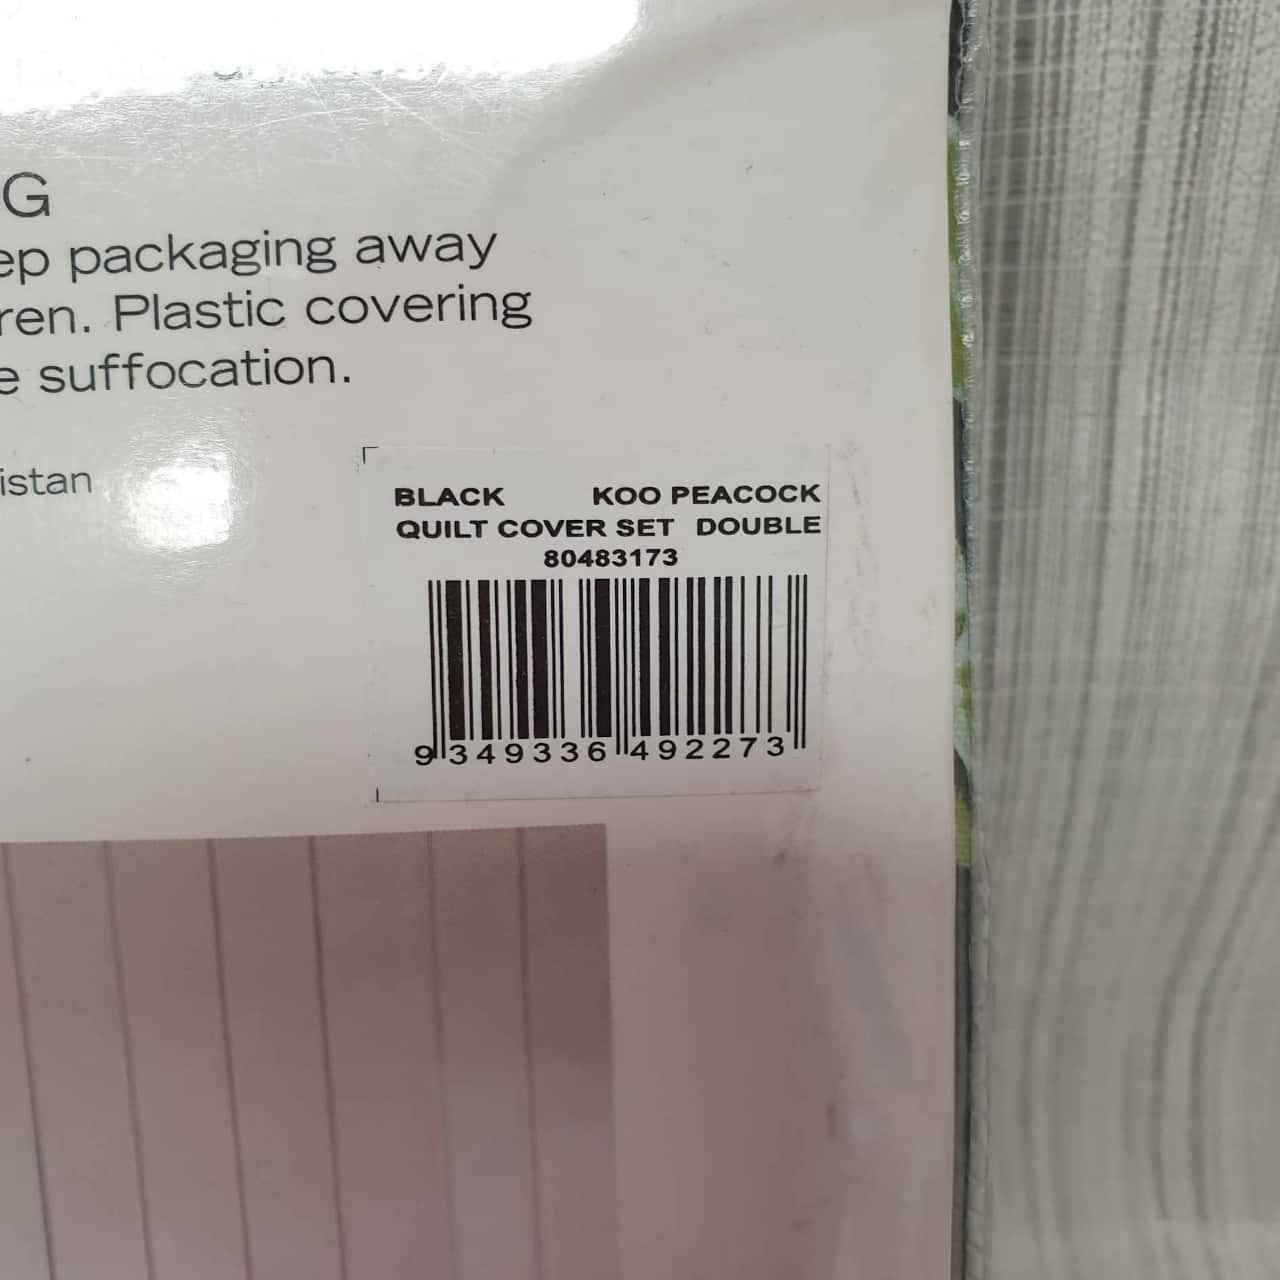 G
ep packaging away
ren. Plastic covering
e suffocation.
istan
BLACK KOO PEACOCK
QUILT COVER SET DOUBLE
80483173
9 349336 492273